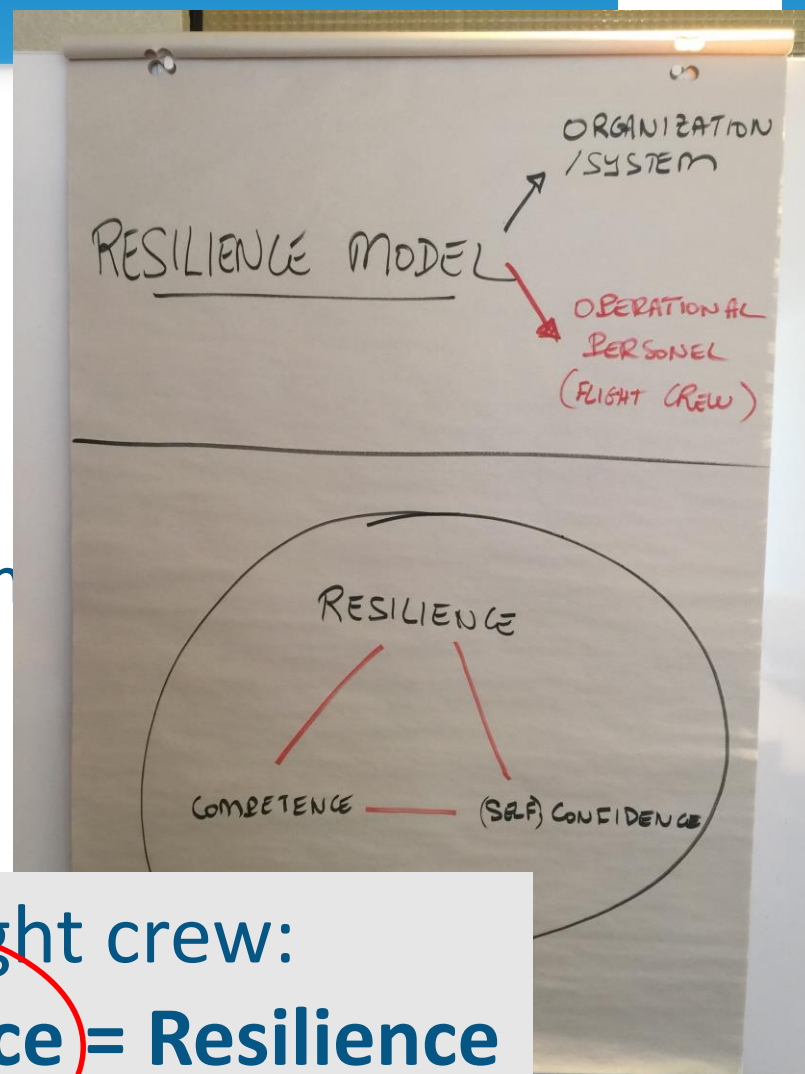 ORGANIZATION
/SYSTEM
RESILIENCE MODEL
OPERATIONAL
PERSONEL
(FLIGHT CREW)
RESILIENCE
COMPETENCE
(SELF) CONFIDENCE
ght crew:
ce = Resilience